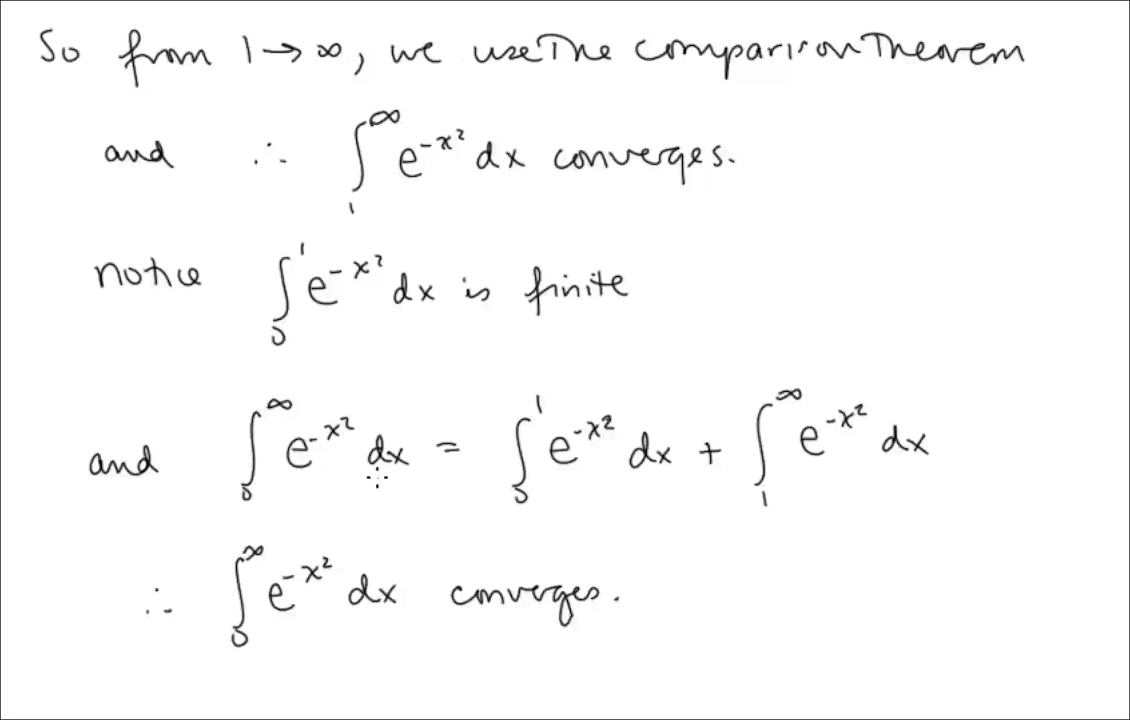 So from 1→∞, we use The comparison Theorem
and ∴ ∫₁^∞ e^{-x²} dx converges.
notice ∫₀¹ e^{-x²} dx is finite
and ∫₀^∞ e^{-x²} dx = ∫₀¹ e^{-x²} dx + ∫₁^∞ e^{-x²} dx
∴ ∫₀^∞ e^{-x²} dx converges.